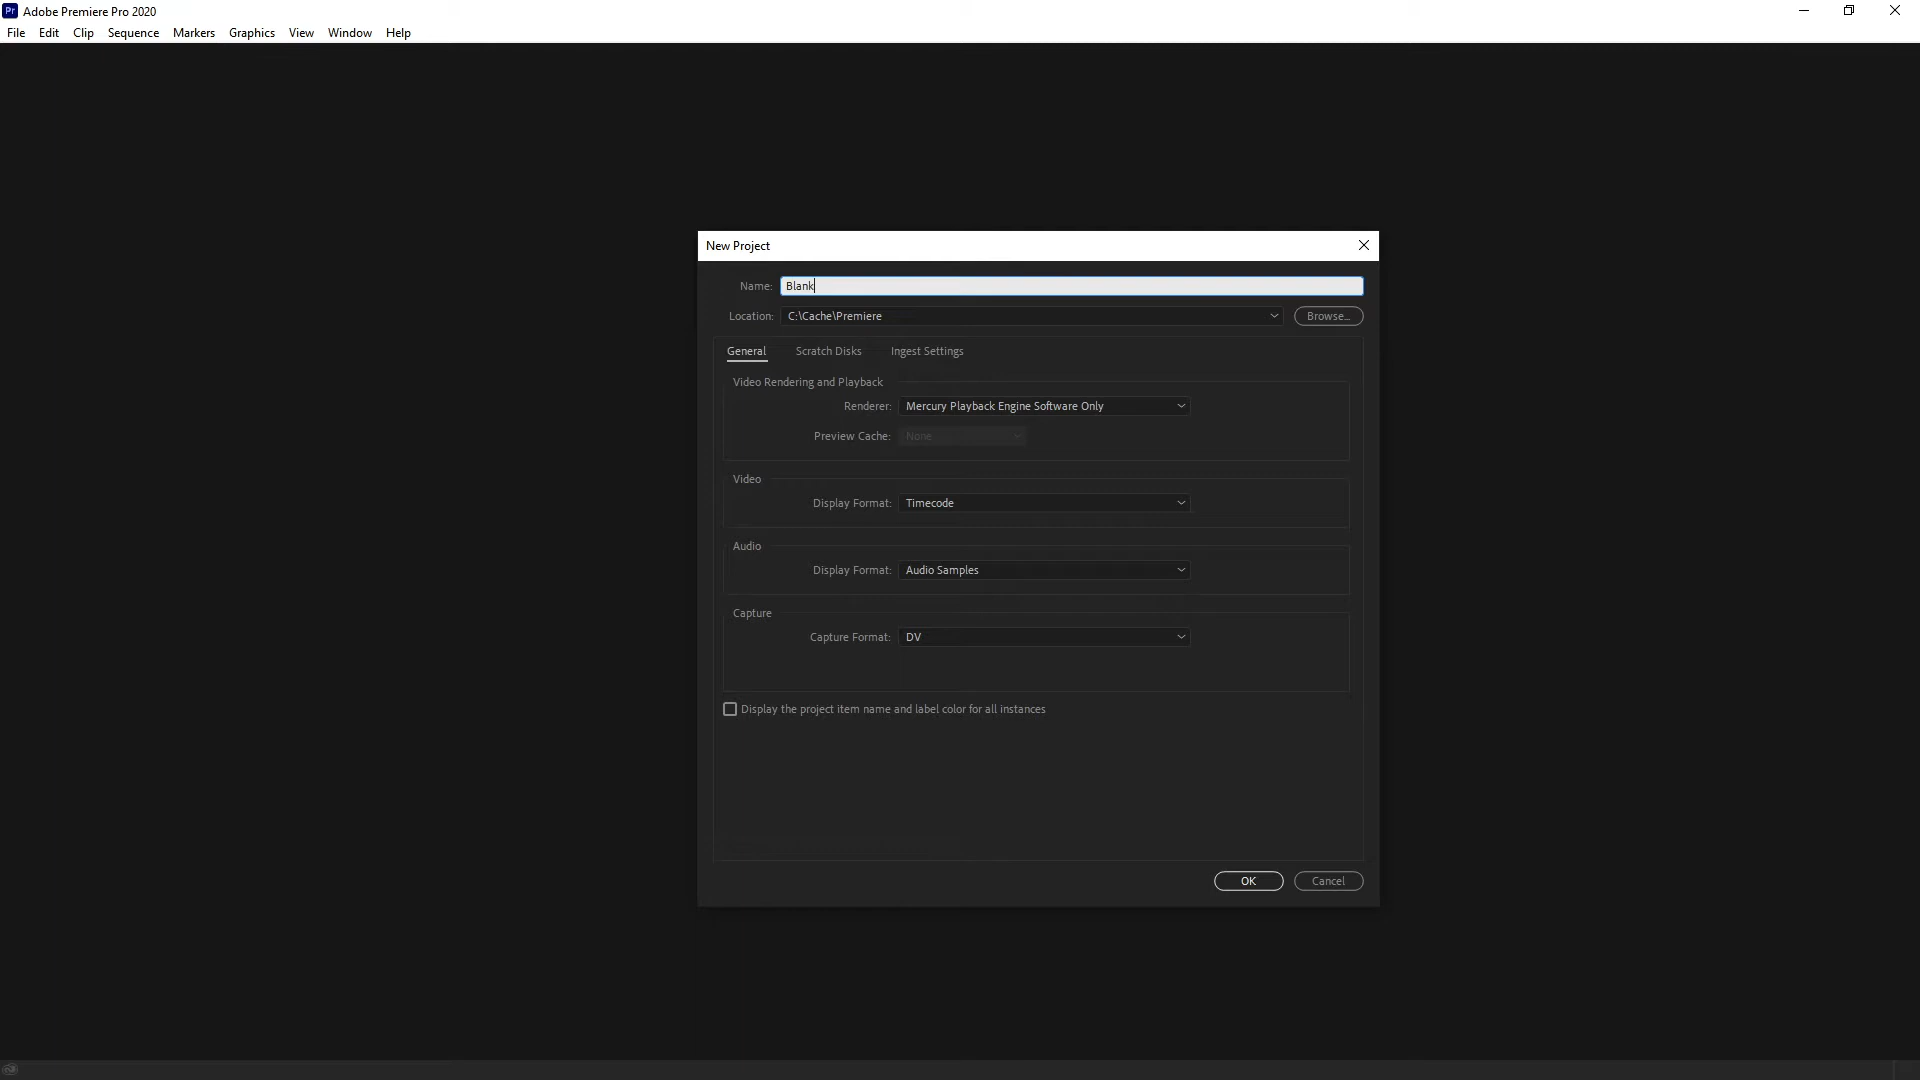 Pr Adobe Premiere Pro 2020
File Edit Clip Sequence Markers Graphics View Window Help
New Project
Name: Blank
Location: C:\Cache\Premiere Browse...
General Scratch Disks Ingest Settings
Video Rendering and Playback
Renderer: Mercury Playback Engine Software Only
Preview Cache: None
Video
Display Format: Timecode
Audio
Display Format: Audio Samples
Capture
Capture Format: DV
Display the project item name and label color for all instances
OK Cancel